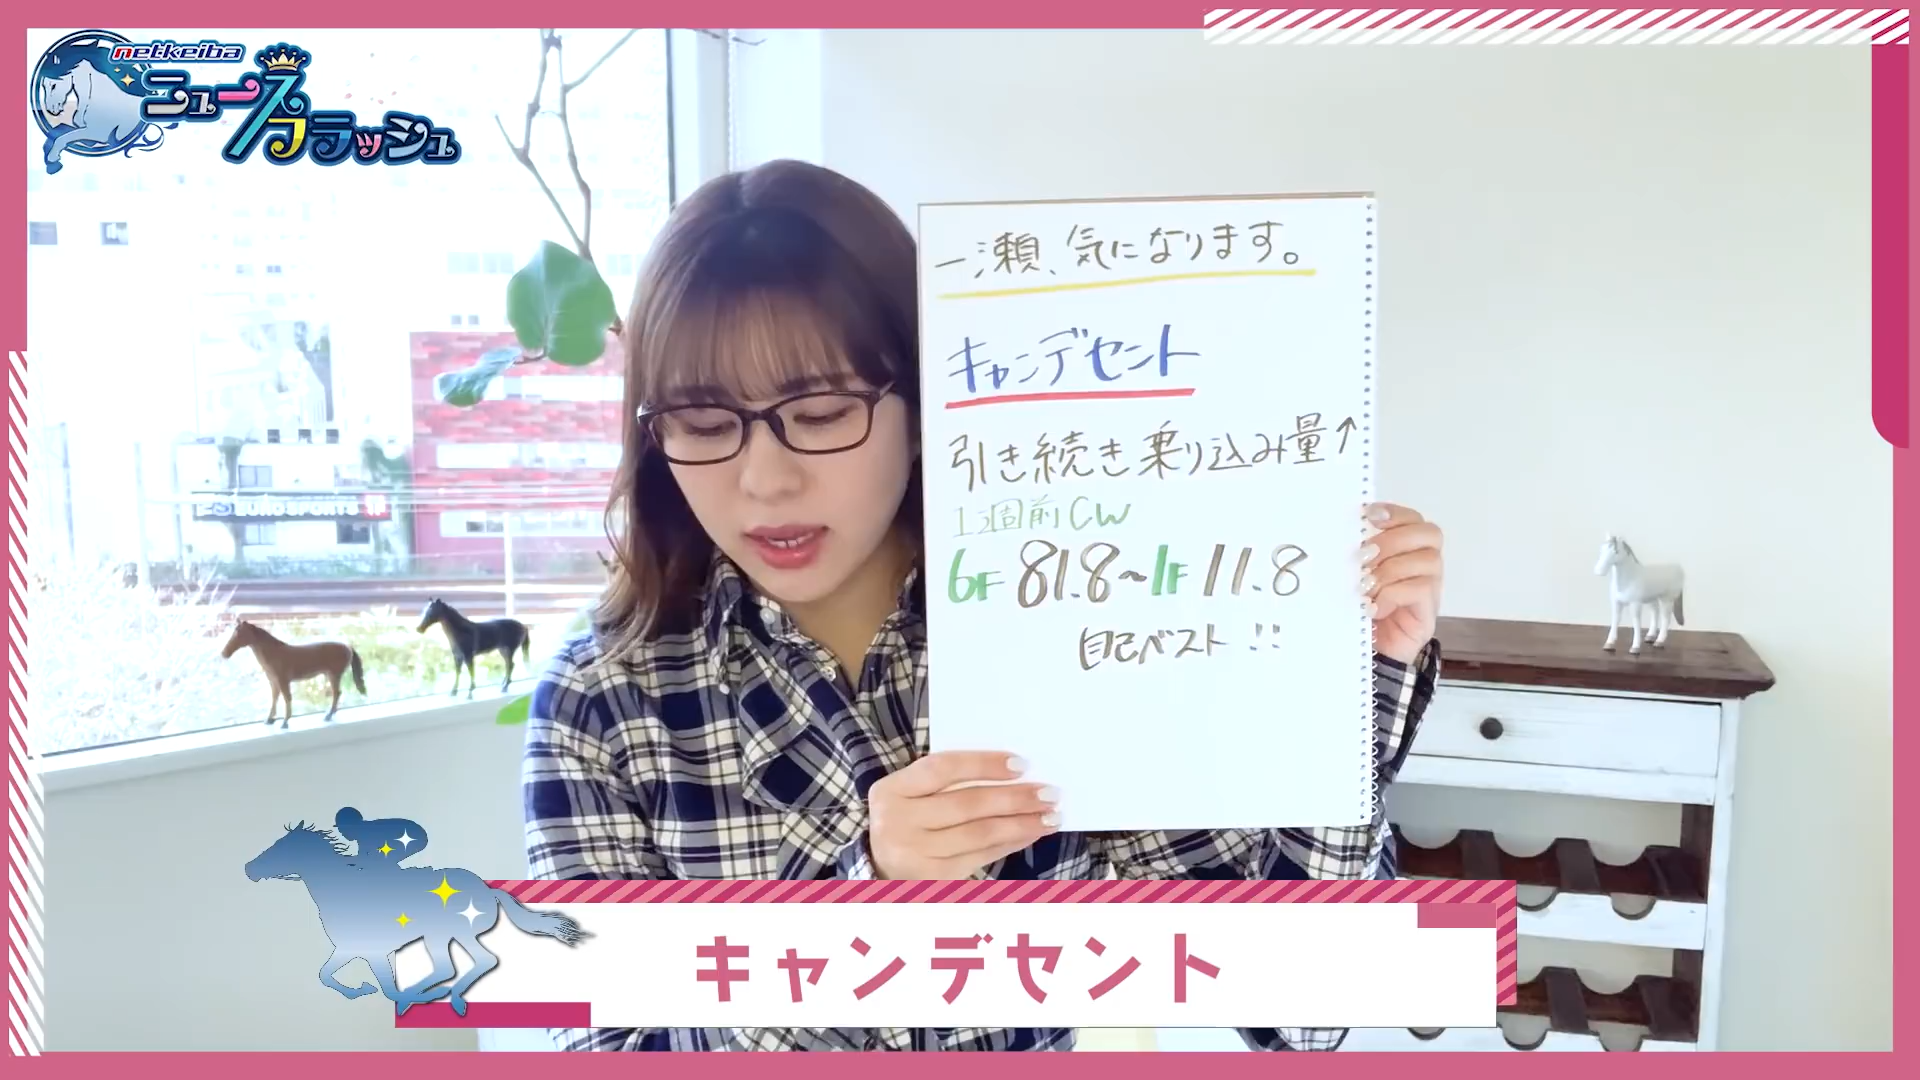 netkeiba
ニュースフラッシュ
一瀬、気になります。
キャンデセント
引き続き乗り込み量↑
1週前CW
6F 81.8~1F 11.8
自己ベスト!!
EUROSPORTS
キャンデセント